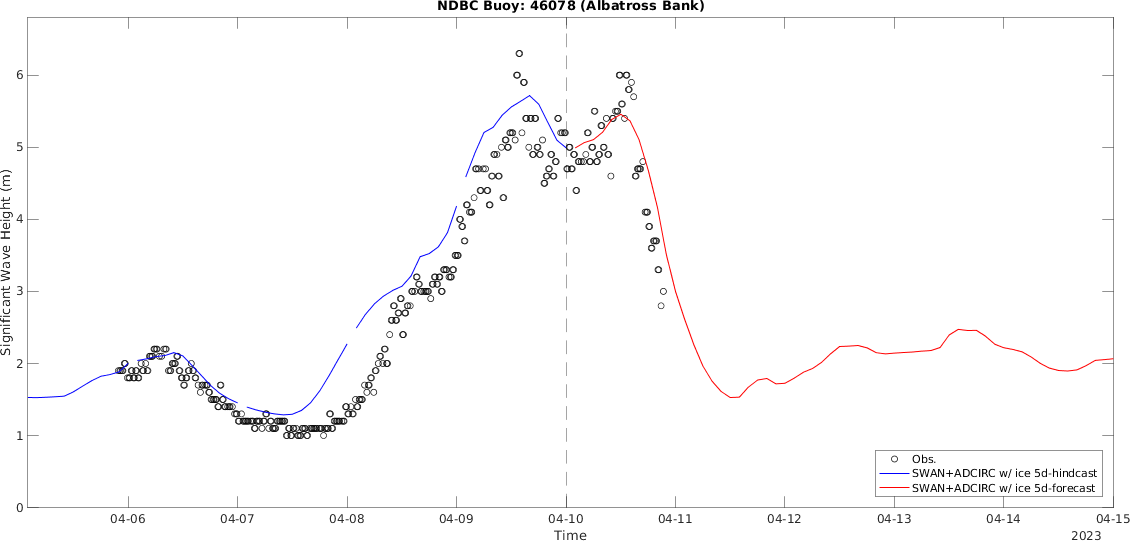 NDBC Buoy: 46078 (Albatross Bank)
Significant Wave Height (m)
6
5
4
3
2
1
0
Obs.
SWAN+ADCIRC w/ ice 5d-hindcast
SWAN+ADCIRC w/ ice 5d-forecast
04-06 04-07 04-08 04-09 04-10 04-11 04-12 04-13 04-14 04-15
Time
2023